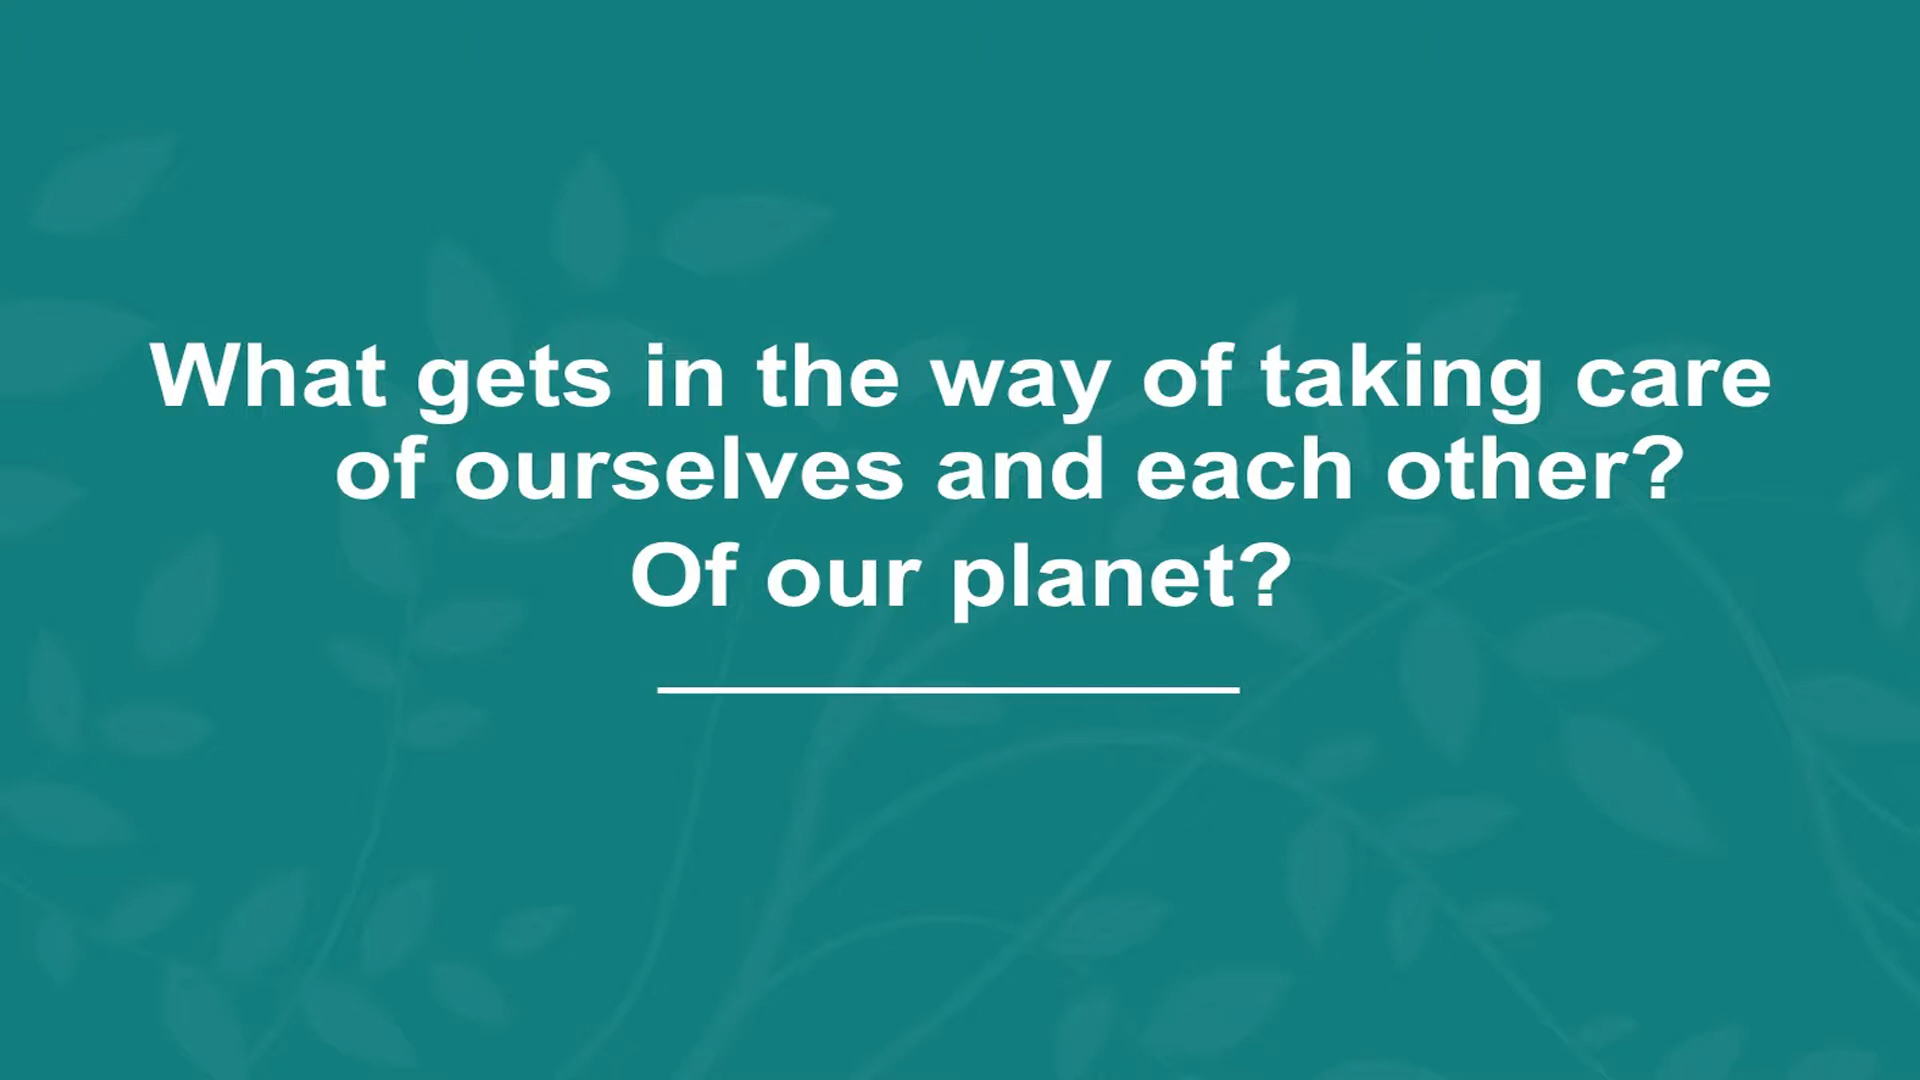 What gets in the way of taking care
of ourselves and each other?
Of our planet?